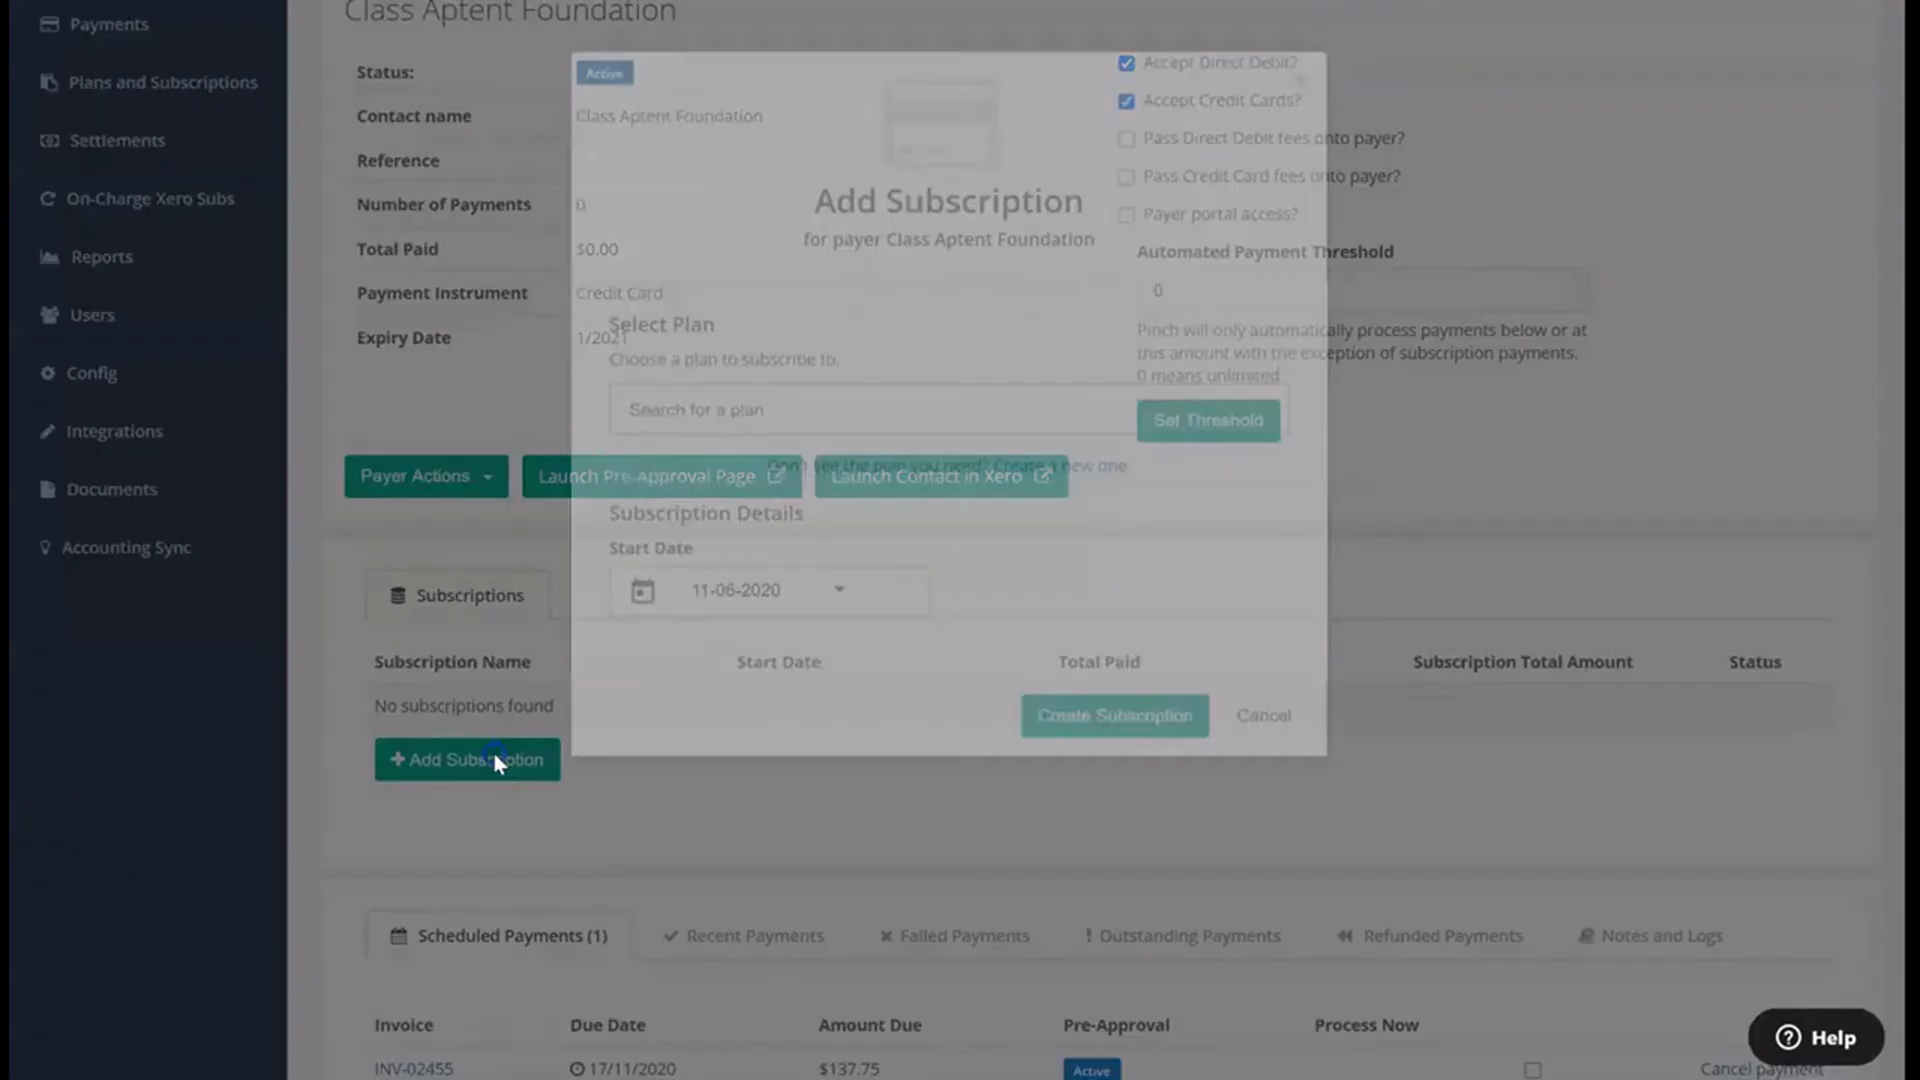 Payments
Plans and Subscriptions
Settlements
On-Charge Xero Subs
Reports
Users
Config
Integrations
Documents
Accounting Sync
Class Aptent Foundation
Status:
Active
Contact name
Class Aptent Foundation
Reference
Number of Payments
0
Total Paid
$0.00
Payment Instrument
Credit Card
Expiry Date
1/2021
Accept Direct Debit?
Accept Credit Cards?
Pass Direct Debit fees onto payer?
Pass Credit Card fees onto payer?
Payer portal access?
Automated Payment Threshold
0
Pinch will only automatically process payments below or at
this amount with the exception of subscription payments.
0 means unlimited.
Set Threshold
Payer Actions
Launch Pre-Approval Page
Launch Contact in Xero
Add Subscription
for payer Class Aptent Foundation
Select Plan
Choose a plan to subscribe to.
Search for a plan
Don't see the plan you need? Create a new one.
Subscription Details
Start Date
11-06-2020
Create Subscription
Cancel
Subscriptions
Subscription Name
Start Date
Total Paid
Subscription Total Amount
Status
No subscriptions found
Add Subscription
Scheduled Payments (1)
Recent Payments
Failed Payments
Outstanding Payments
Refunded Payments
Notes and Logs
Invoice
Due Date
Amount Due
Pre-Approval
Process Now
INV-02455
17/11/2020
$137.75
Active
Cancel payment
Help